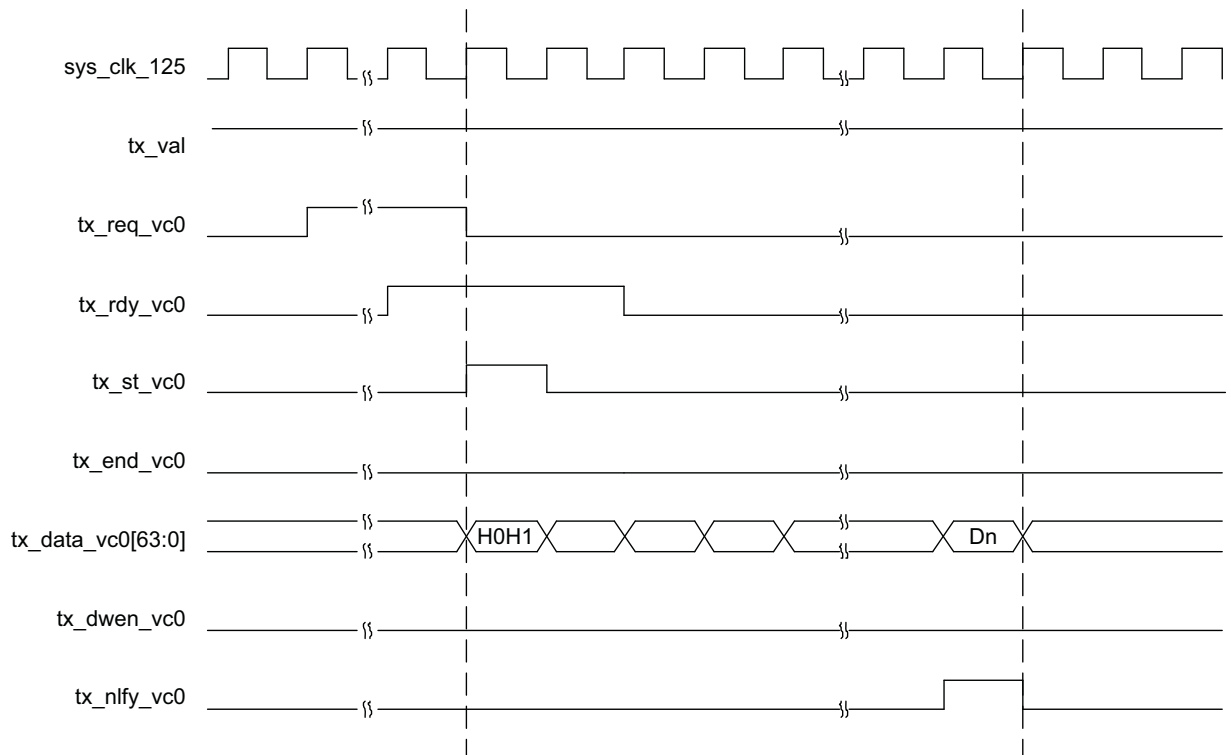 sys_clk_125
tx_val
tx_req_vc0
tx_rdy_vc0
tx_st_vc0
tx_end_vc0
tx_data_vc0[63:0] H0H1 Dn
tx_dwen_vc0
tx_nlfy_vc0